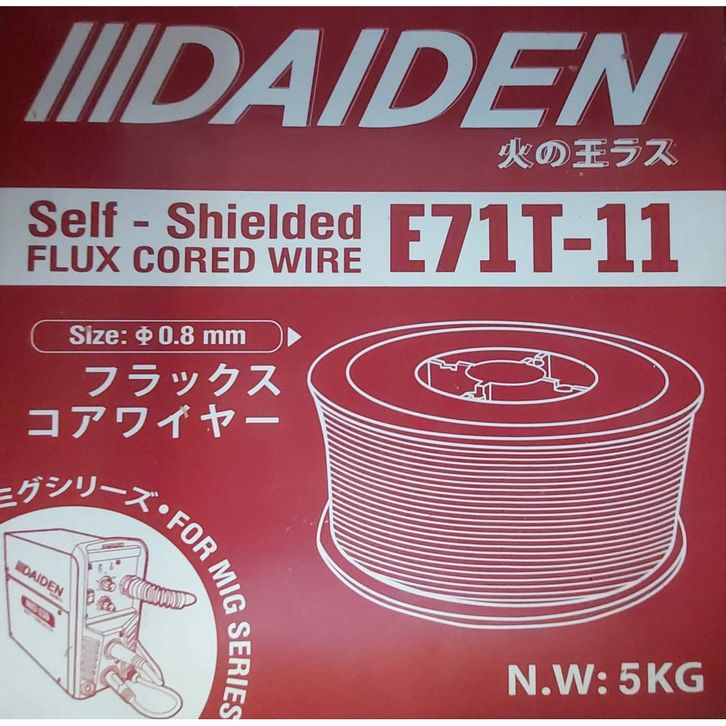 DAIDEN
火の王ラス
Self - Shielded
FLUX CORED WIRE
E71T-11
Size: Φ 0.8 mm
フラックス
コアワイヤー
ミグシリーズ・FOR MIG SERIES
DAIDEN
N.W: 5KG